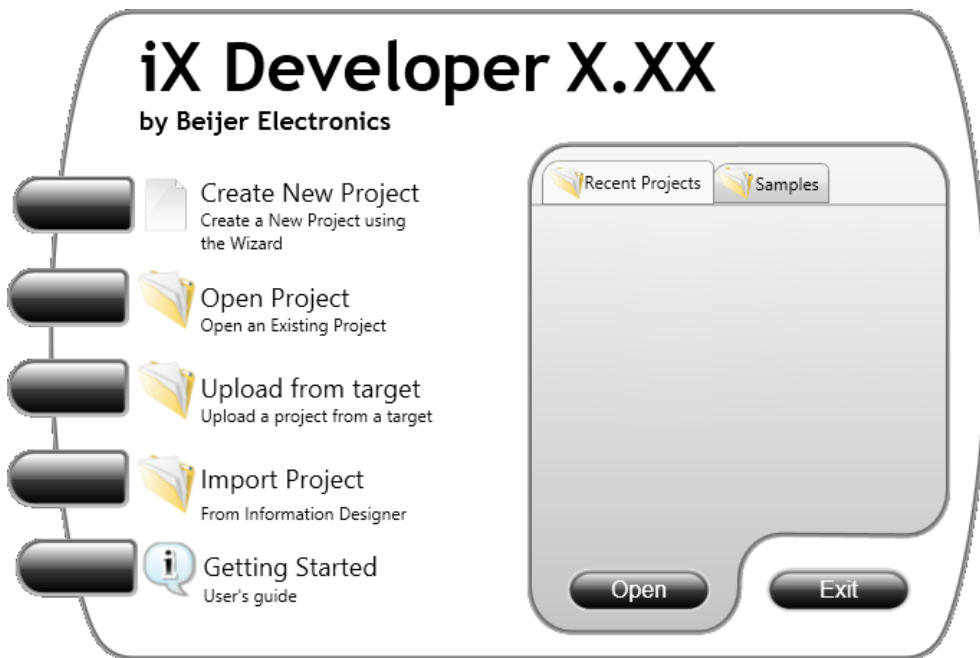 iX Developer X.XX
by Beijer Electronics
Create New Project
Create a New Project using
the Wizard
Open Project
Open an Existing Project
Upload from target
Upload a project from a target
Import Project
From Information Designer
Getting Started
User's guide
Recent Projects
Samples
Open
Exit